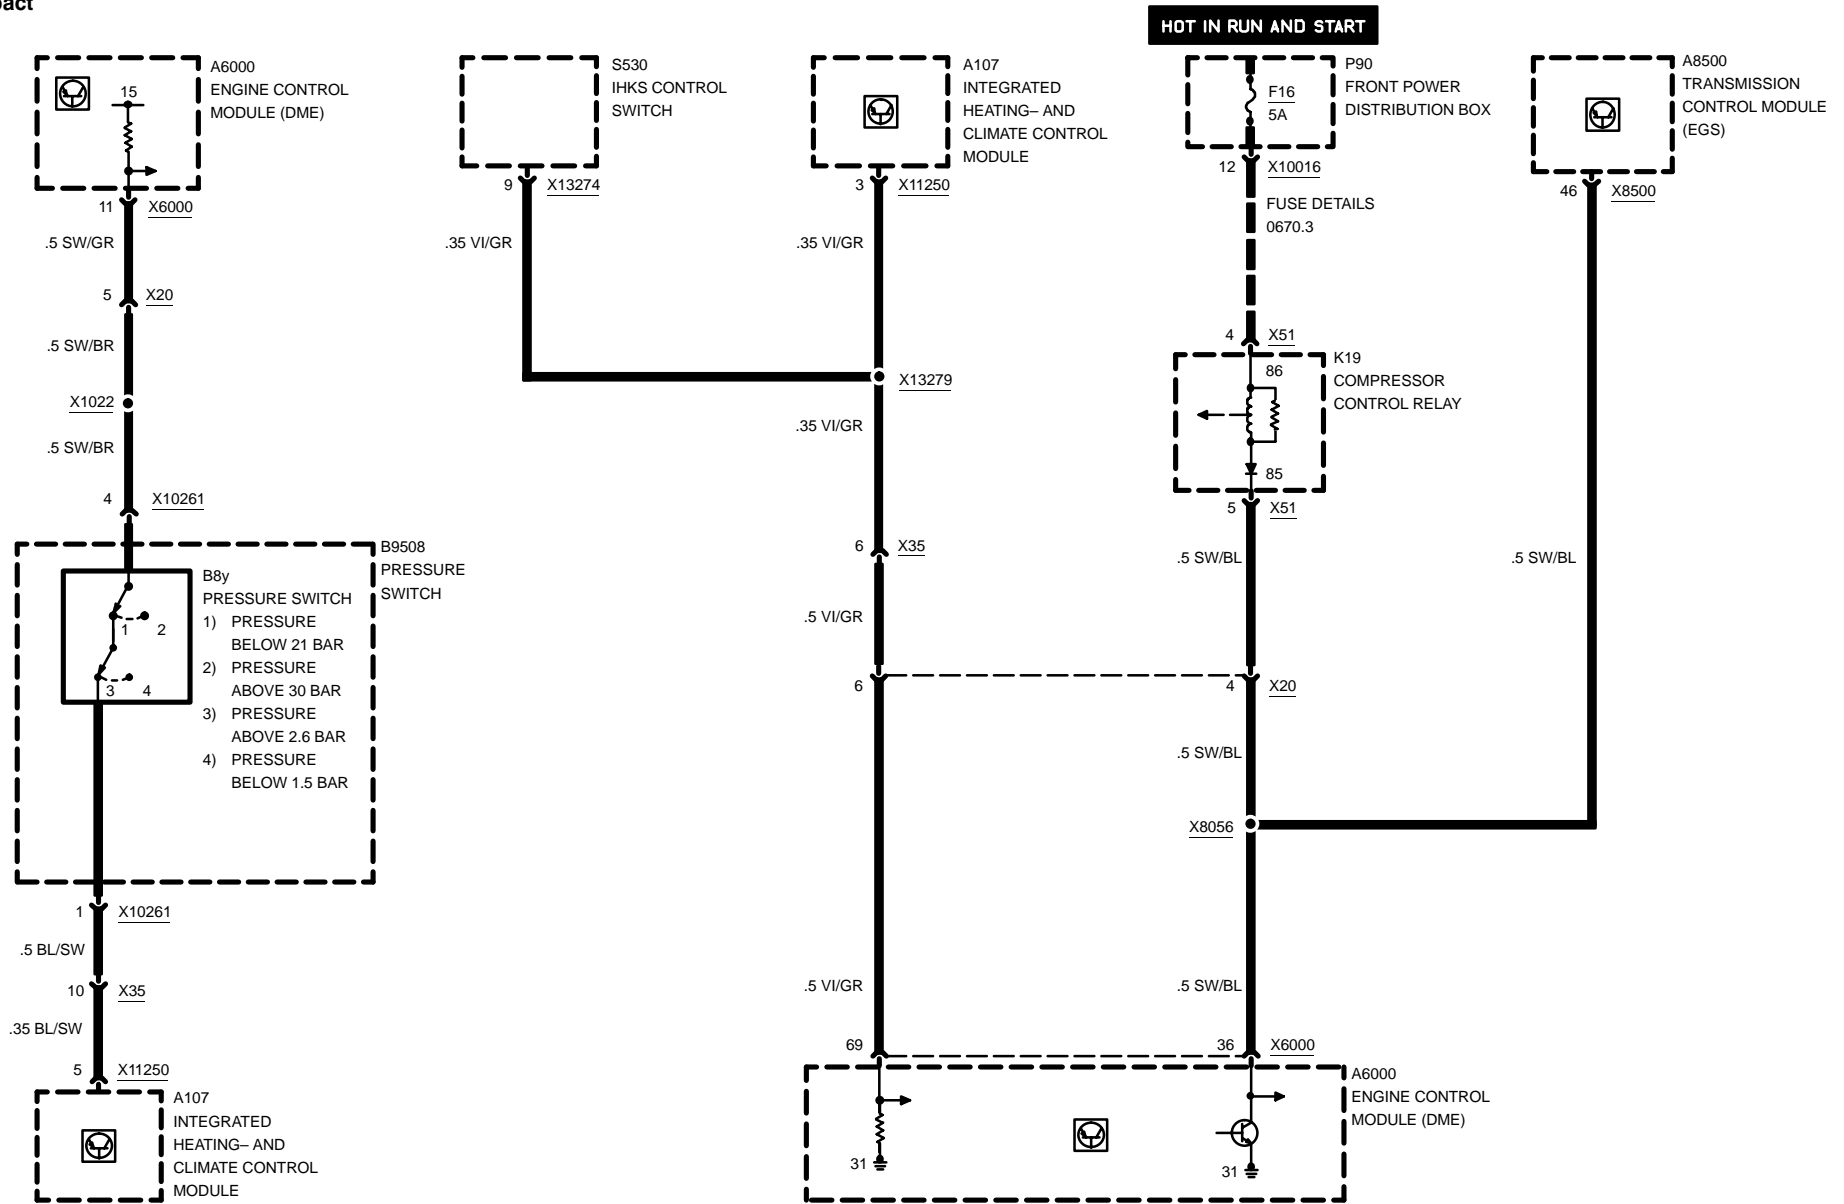 HOT IN RUN AND START
A6000
ENGINE CONTROL
MODULE (DME)
15
11
X6000
.5 SW/GR
5
X20
.5 SW/BR
X1022
.5 SW/BR
4
X10261
B9508
PRESSURE
SWITCH
B8y
PRESSURE SWITCH
1) PRESSURE
BELOW 21 BAR
2) PRESSURE
ABOVE 30 BAR
3) PRESSURE
ABOVE 2.6 BAR
4) PRESSURE
BELOW 1.5 BAR
1 2
3 4
1
X10261
.5 BL/SW
10
X35
.35 BL/SW
5
X11250
A107
INTEGRATED
HEATING– AND
CLIMATE CONTROL
MODULE
S530
IHKS CONTROL
SWITCH
9
X13274
.35 VI/GR
A107
INTEGRATED
HEATING– AND
CLIMATE CONTROL
MODULE
3
X11250
.35 VI/GR
X13279
.35 VI/GR
6
X35
.5 VI/GR
6
.5 VI/GR
69
P90
FRONT POWER
DISTRIBUTION BOX
F16
5A
12
X10016
FUSE DETAILS
0670.3
4
X51
K19
COMPRESSOR
CONTROL RELAY
86
85
5
X51
.5 SW/BL
4
X20
.5 SW/BL
X8056
.5 SW/BL
36
X6000
A8500
TRANSMISSION
CONTROL MODULE
(EGS)
46
X8500
.5 SW/BL
A6000
ENGINE CONTROL
MODULE (DME)
31
31